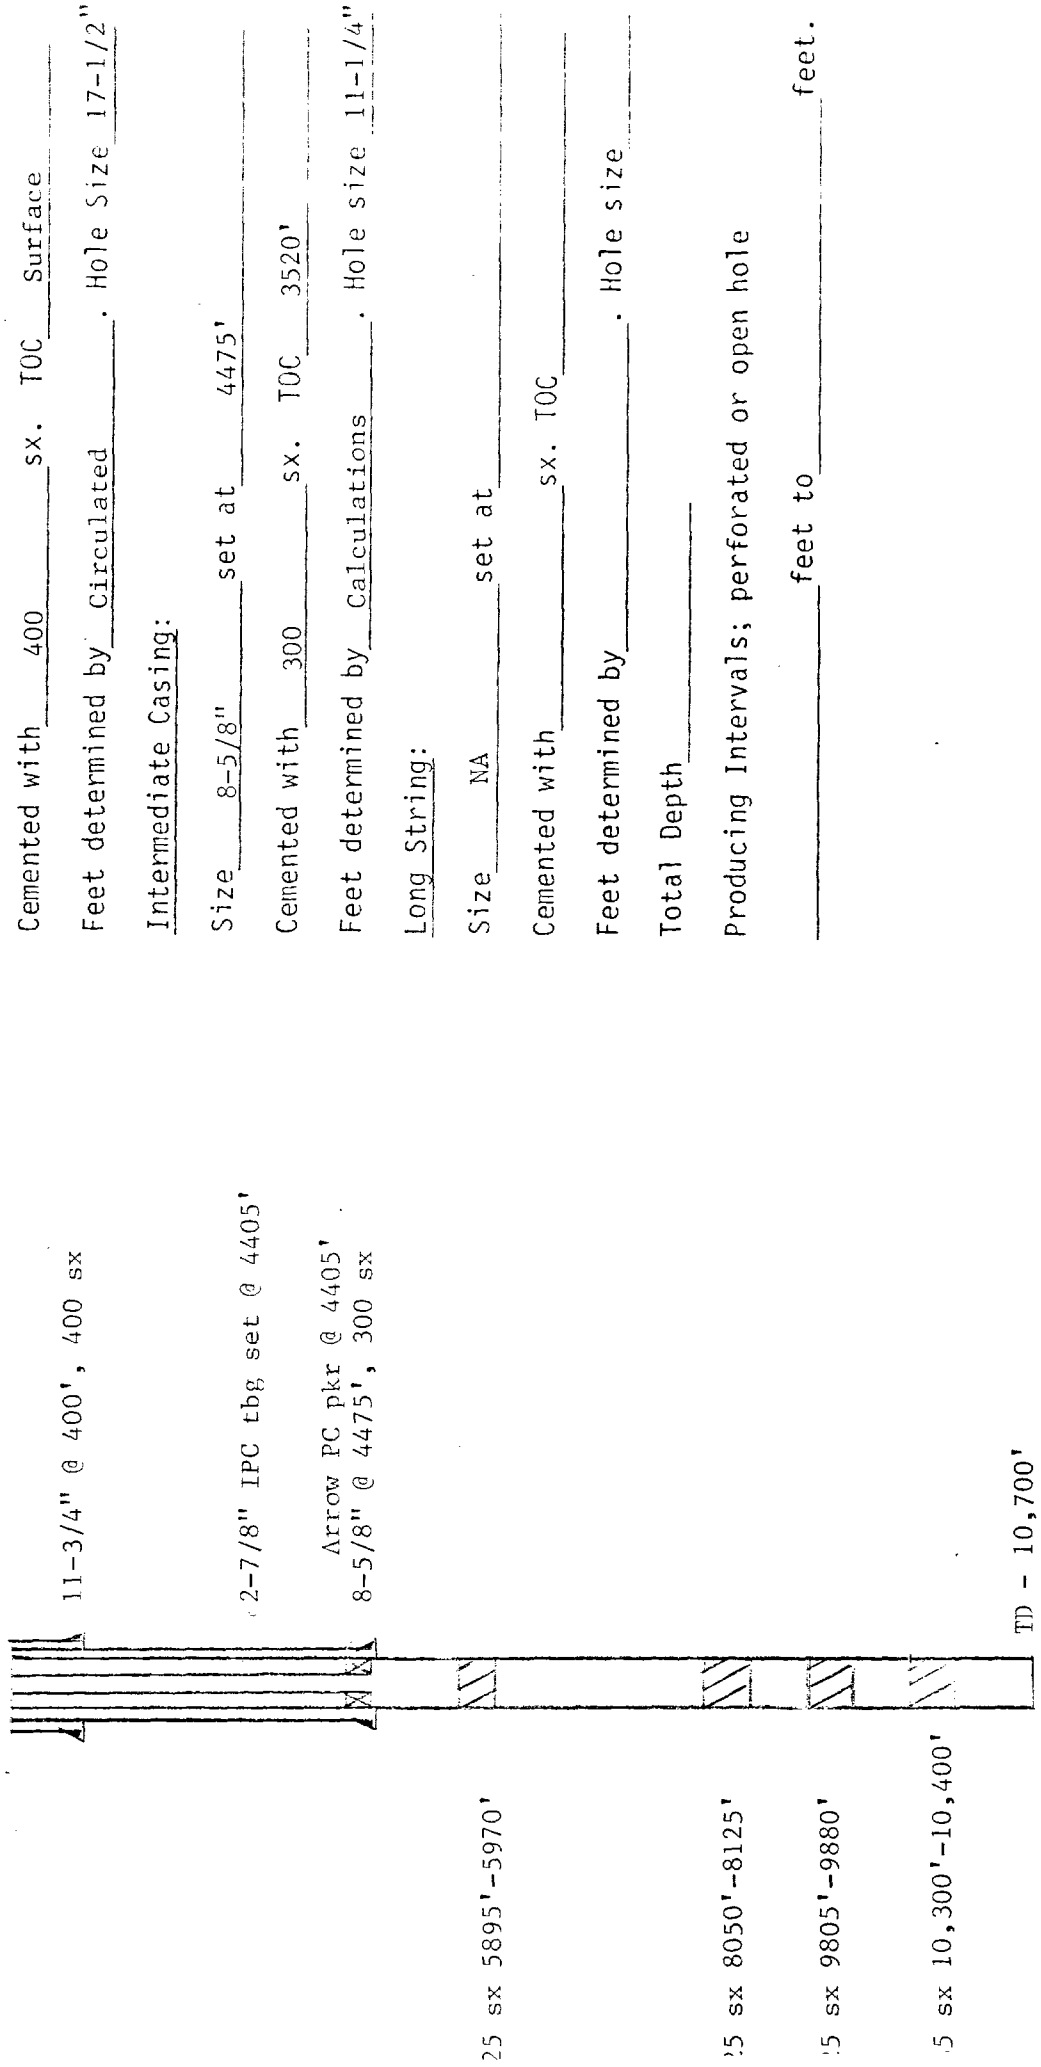 Cemented with 400 sx. TOC Surface
Feet determined by Circulated . Hole Size 17-1/2"
Intermediate Casing:
Size 8-5/8" set at 4475'
Cemented with 300 sx. TOC 3520'
Feet determined by Calculations . Hole size 11-1/4"
Long String:
Size NA set at
Cemented with sx. TOC
Feet determined by . Hole size
Total Depth
Producing Intervals; perforated or open hole
feet to feet.
11-3/4" @ 400', 400 sx
2-7/8" IPC tbg set @ 4405'
Arrow PC pkr @ 4405'
8-5/8" @ 4475', 300 sx
25 sx 5895'-5970'
25 sx 8050'-8125'
25 sx 9805'-9880'
5 sx 10,300'-10,400'
TD - 10,700'